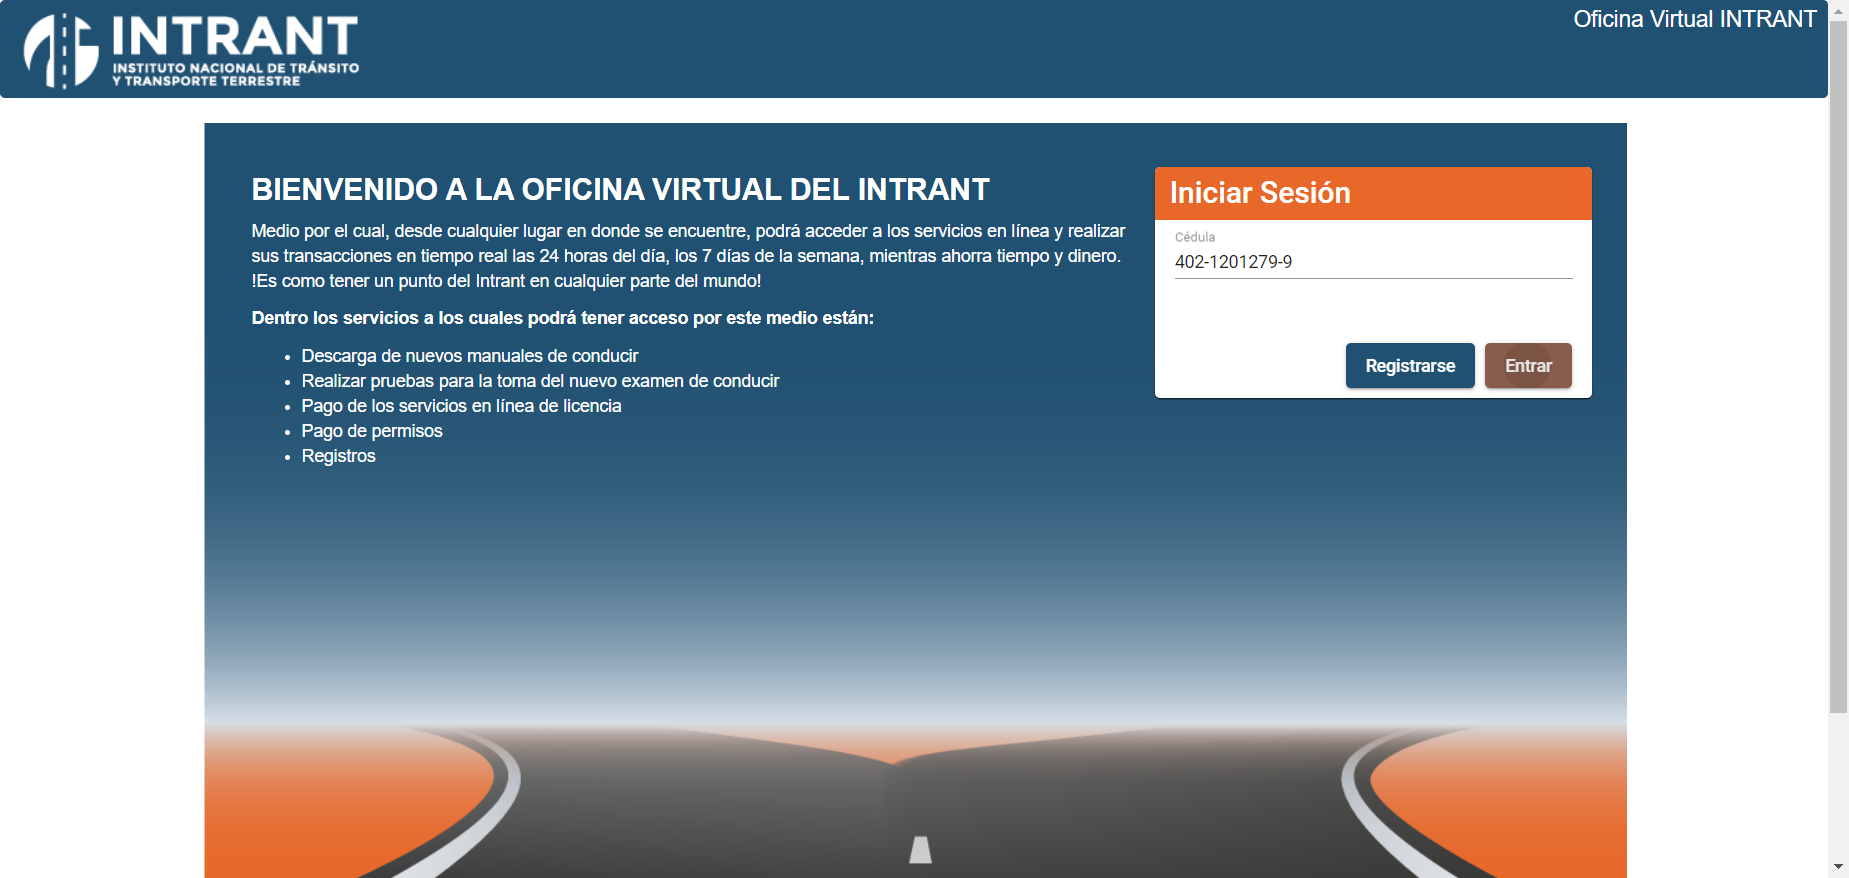 INTRANT
INSTITUTO NACIONAL DE TRÁNSITO
Y TRANSPORTE TERRESTRE
Oficina Virtual INTRANT
BIENVENIDO A LA OFICINA VIRTUAL DEL INTRANT
Medio por el cual, desde cualquier lugar en donde se encuentre, podrá acceder a los servicios en línea y realizar
sus transacciones en tiempo real las 24 horas del día, los 7 días de la semana, mientras ahorra tiempo y dinero.
!Es como tener un punto del Intrant en cualquier parte del mundo!
Dentro los servicios a los cuales podrá tener acceso por este medio están:
• Descarga de nuevos manuales de conducir
• Realizar pruebas para la toma del nuevo examen de conducir
• Pago de los servicios en línea de licencia
• Pago de permisos
• Registros
Iniciar Sesión
Cédula
402-1201279-9
Registrarse
Entrar